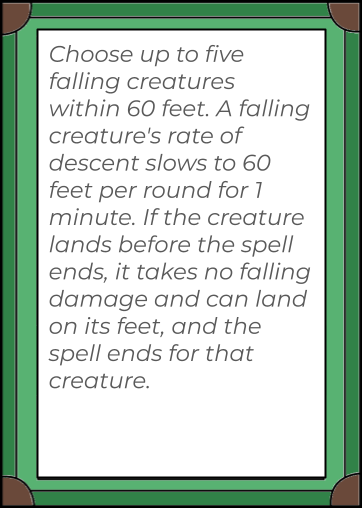 Choose up to five
falling creatures
within 60 feet. A falling
creature's rate of
descent slows to 60
feet per round for 1
minute. If the creature
lands before the spell
ends, it takes no falling
damage and can land
on its feet, and the
spell ends for that
creature.